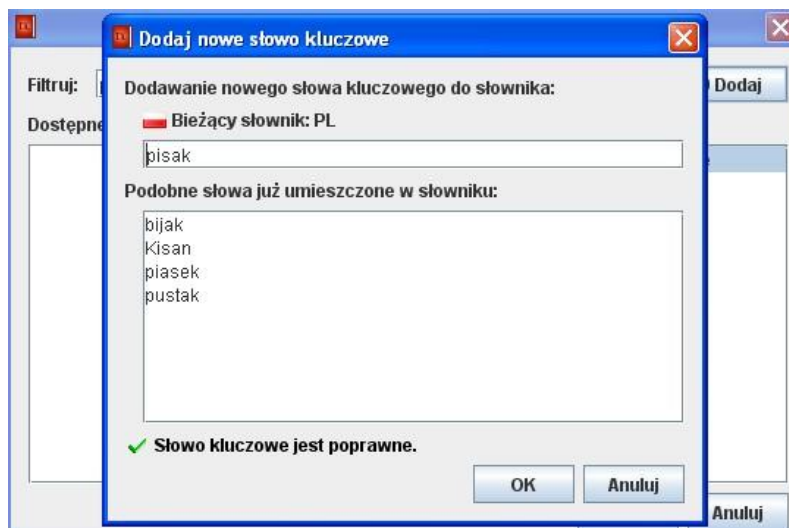 Dodaj nowe słowo kluczowe
Filtruj:
Dodaj
Dodawanie nowego słowa kluczowego do słownika:
Dostępne
Bieżący słownik: PL
pisak
Podobne słowa już umieszczone w słowniku:
bijak
Kisan
piasek
pustak
Słowo kluczowe jest poprawne.
OK
Anuluj
Anuluj